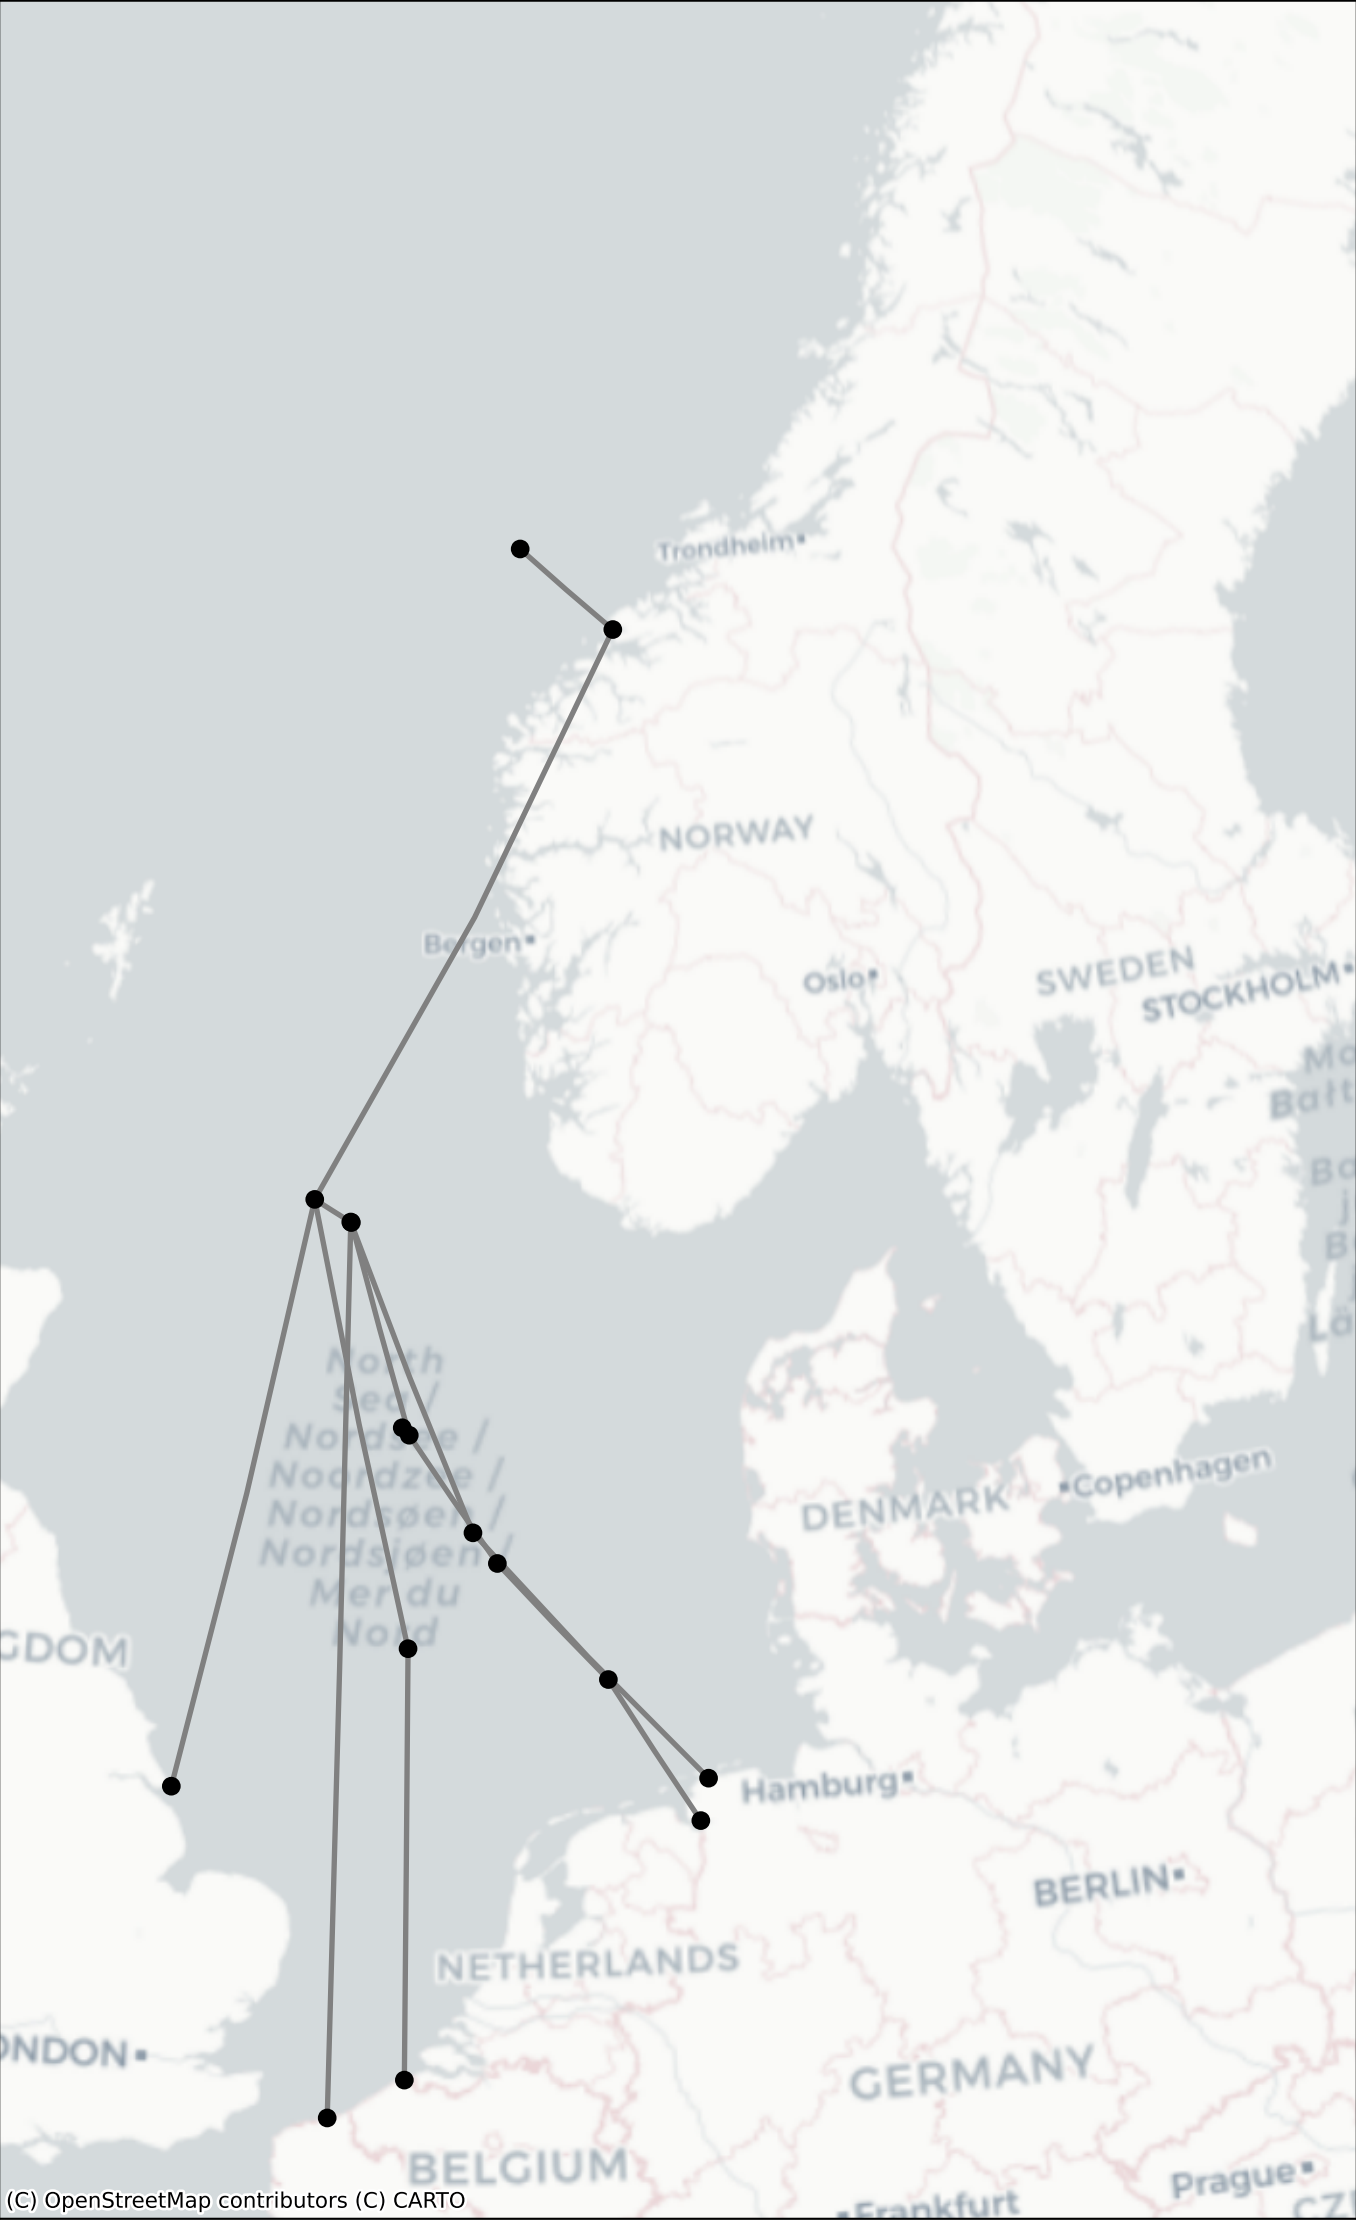 Trondheim
NORWAY
Bergen
Oslo
SWEDEN
STOCKHOLM
North
Sea /
Nordsee /
Noordzee /
Nordsøen /
Nordsjøen /
Mer du
Nord
DENMARK
Copenhagen
GDOM
Hamburg
BERLIN
NETHERLANDS
ONDON
GERMANY
BELGIUM
Prague
Frankfurt
CZ
(C) OpenStreetMap contributors (C) CARTO